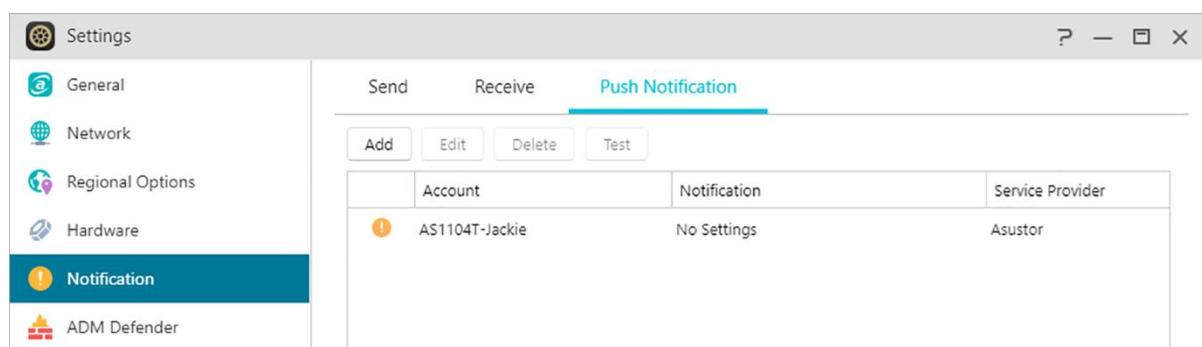 Settings
General
Network
Regional Options
Hardware
Notification
ADM Defender
Send Receive Push Notification
Add Edit Delete Test
Account Notification Service Provider
AS1104T-Jackie No Settings Asustor